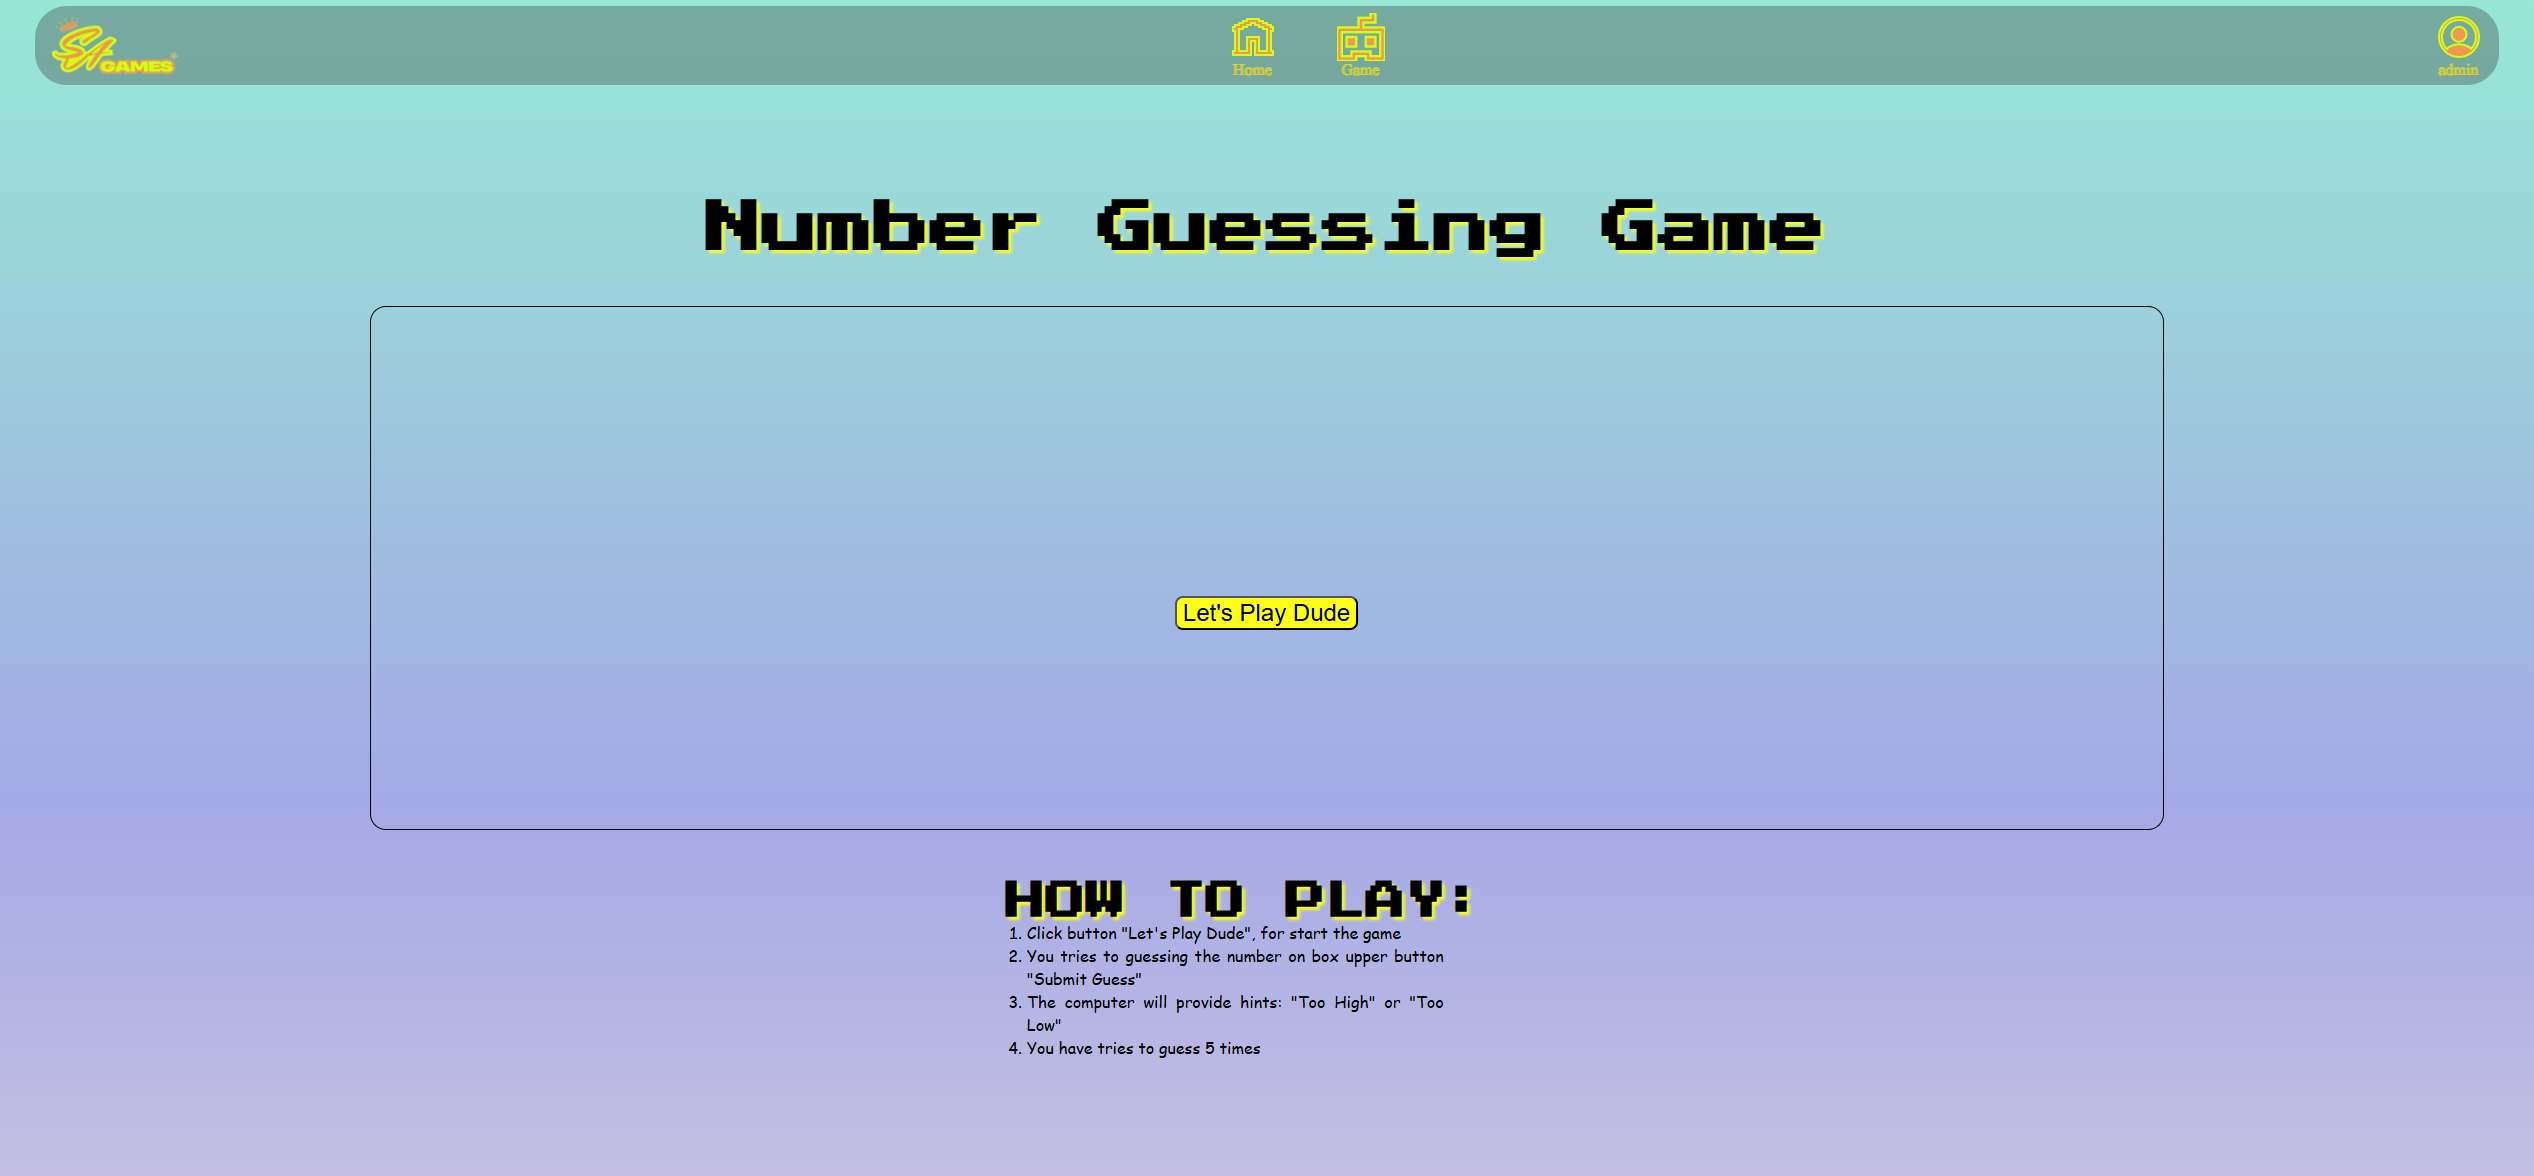 SA GAMES
Home
Game
admin
Number Guessing Game
Let's Play Dude
HOW TO PLAY:
1. Click button "Let's Play Dude", for start the game
2. You tries to guessing the number on box upper button
"Submit Guess"
3. The computer will provide hints: "Too High" or "Too
Low"
4. You have tries to guess 5 times